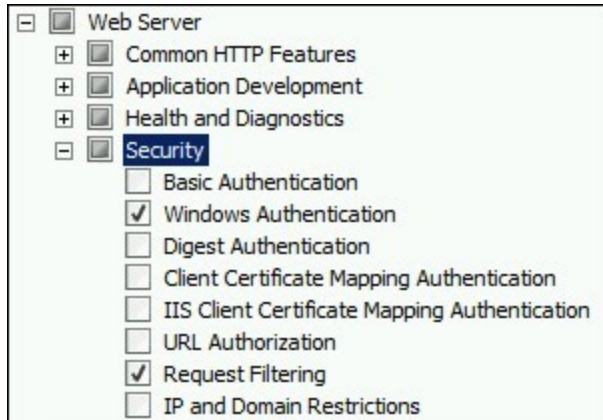 Web Server
Common HTTP Features
Application Development
Health and Diagnostics
Security
Basic Authentication
Windows Authentication
Digest Authentication
Client Certificate Mapping Authentication
IIS Client Certificate Mapping Authentication
URL Authorization
Request Filtering
IP and Domain Restrictions